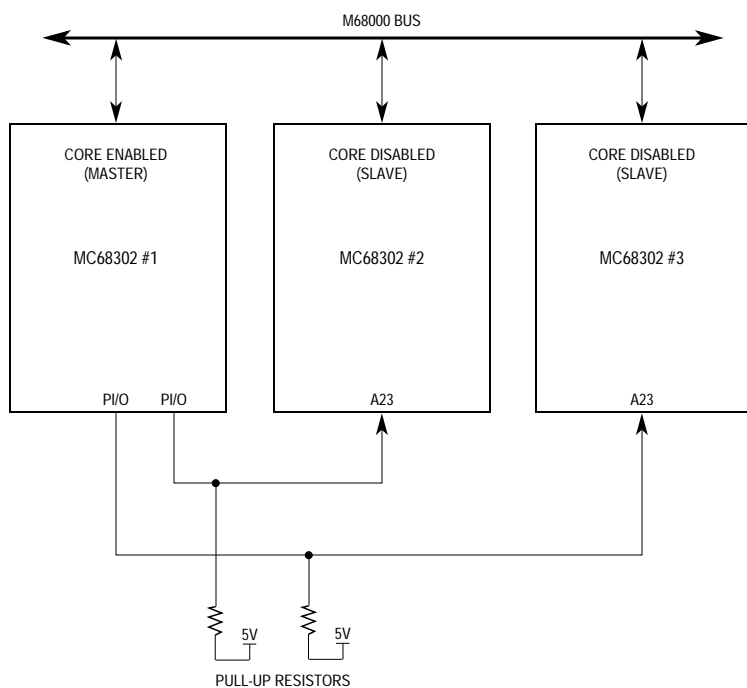 M68000 BUS
CORE ENABLED
(MASTER)
CORE DISABLED
(SLAVE)
CORE DISABLED
(SLAVE)
MC68302 #1
MC68302 #2
MC68302 #3
PI/O
PI/O
A23
A23
5V
5V
PULL-UP RESISTORS